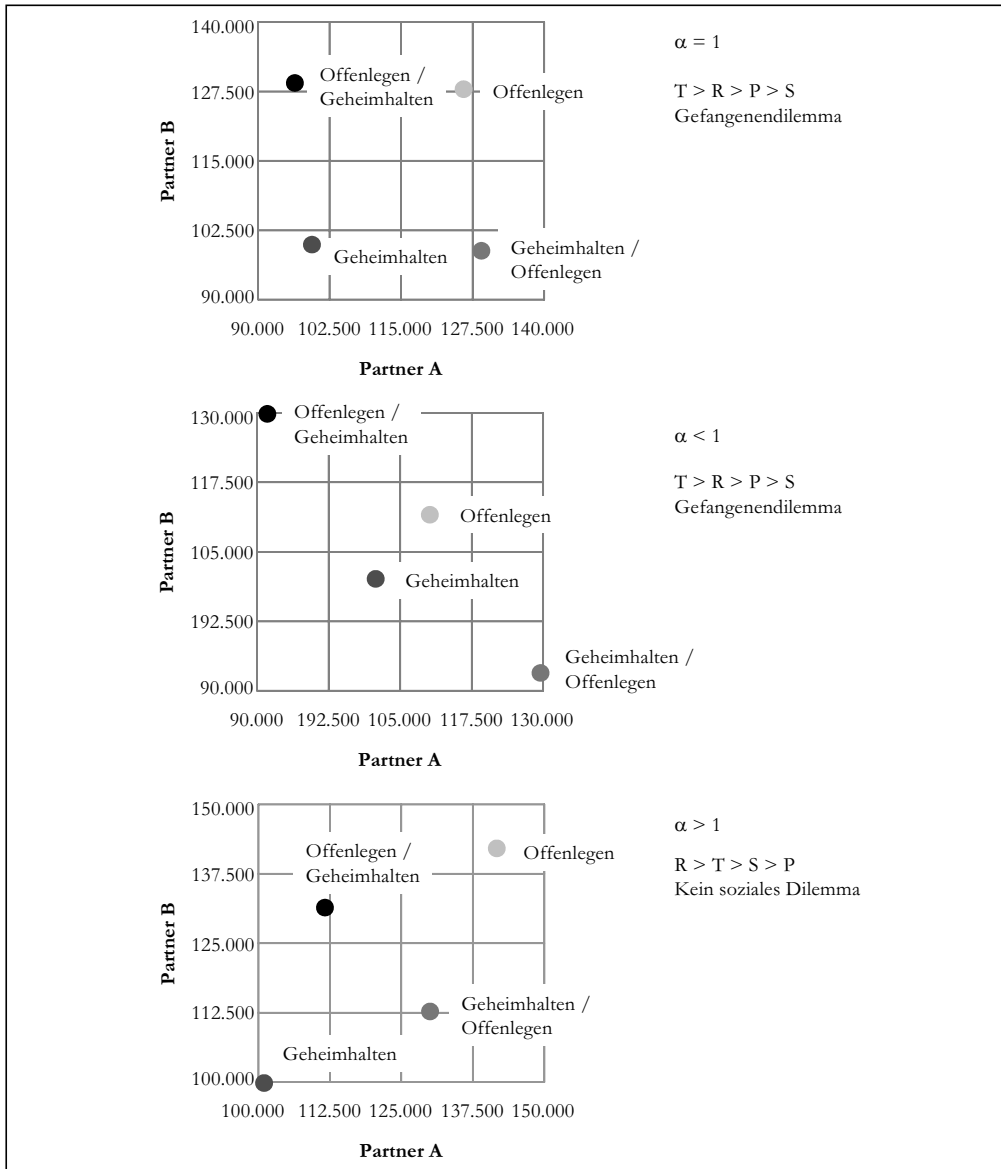 140.000
127.500
115.000
102.500
90.000
Partner B
Offenlegen /
Geheimhalten
Offenlegen
Geheimhalten
Geheimhalten /
Offenlegen
90.000 102.500 115.000 127.500 140.000
Partner A
α = 1
T > R > P > S
Gefangenendilemma
130.000
117.500
105.000
192.500
90.000
Partner B
Offenlegen /
Geheimhalten
Offenlegen
Geheimhalten
Geheimhalten /
Offenlegen
90.000 192.500 105.000 117.500 130.000
Partner A
α < 1
T > R > P > S
Gefangenendilemma
150.000
137.500
125.000
112.500
100.000
Partner B
Offenlegen /
Geheimhalten
Offenlegen
Geheimhalten /
Offenlegen
Geheimhalten
100.000 112.500 125.000 137.500 150.000
Partner A
α > 1
R > T > S > P
Kein soziales Dilemma